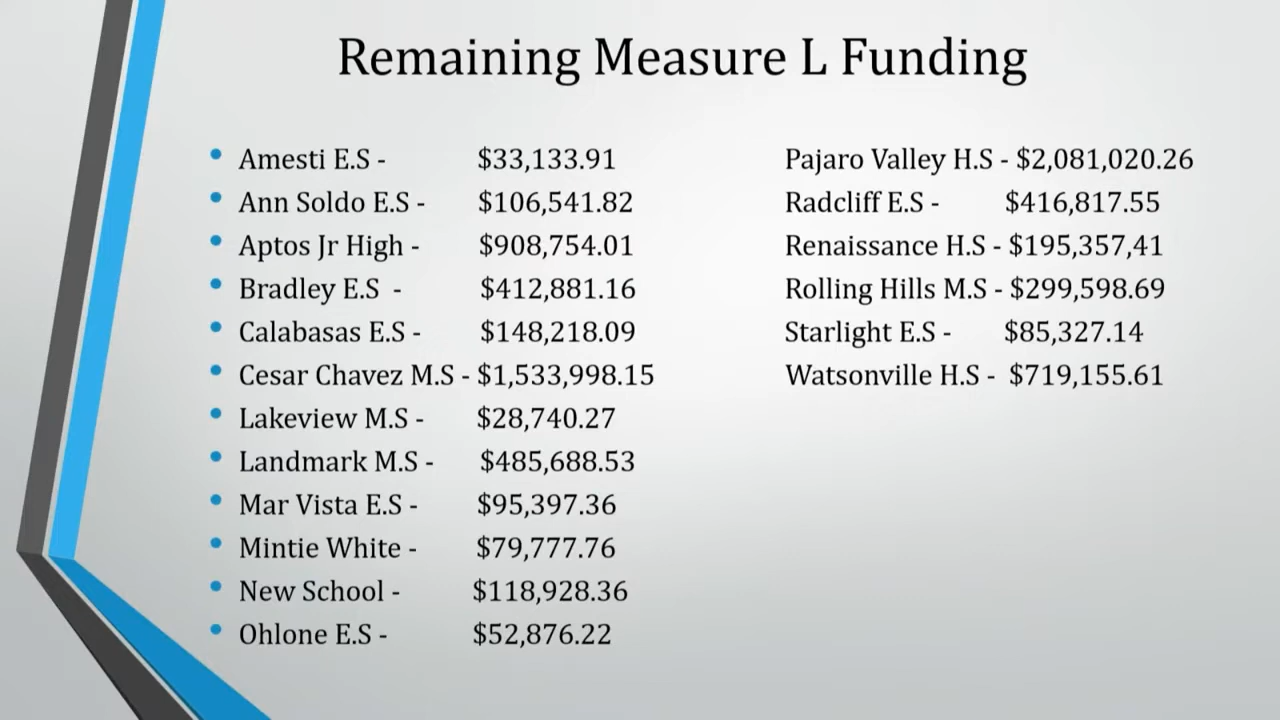 Remaining Measure L Funding
• Amesti E.S - $33,133.91
• Ann Soldo E.S - $106,541.82
• Aptos Jr High - $908,754.01
• Bradley E.S - $412,881.16
• Calabasas E.S - $148,218.09
• Cesar Chavez M.S - $1,533,998.15
• Lakeview M.S - $28,740.27
• Landmark M.S - $485,688.53
• Mar Vista E.S - $95,397.36
• Mintie White - $79,777.76
• New School - $118,928.36
• Ohlone E.S - $52,876.22
Pajaro Valley H.S - $2,081,020.26
Radcliff E.S - $416,817.55
Renaissance H.S - $195,357,41
Rolling Hills M.S - $299,598.69
Starlight E.S - $85,327.14
Watsonville H.S - $719,155.61